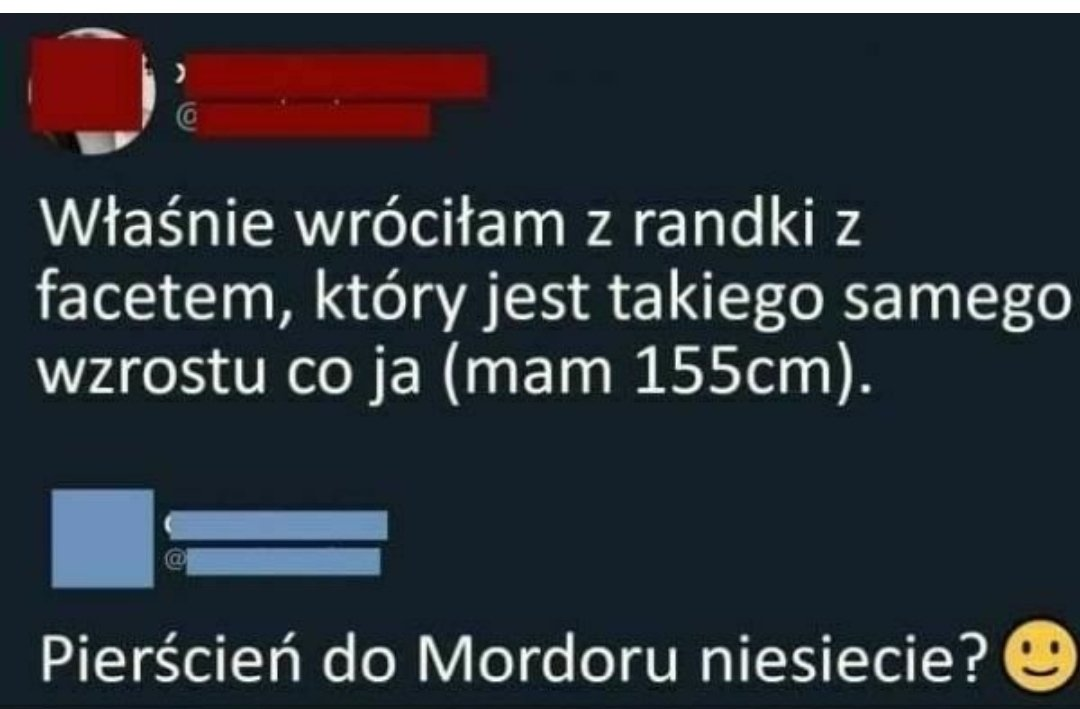 @
Właśnie wróciłam z randki z
facetem, który jest takiego samego
wzrostu co ja (mam 155cm).
@
Pierścień do Mordoru niesiecie?🙂